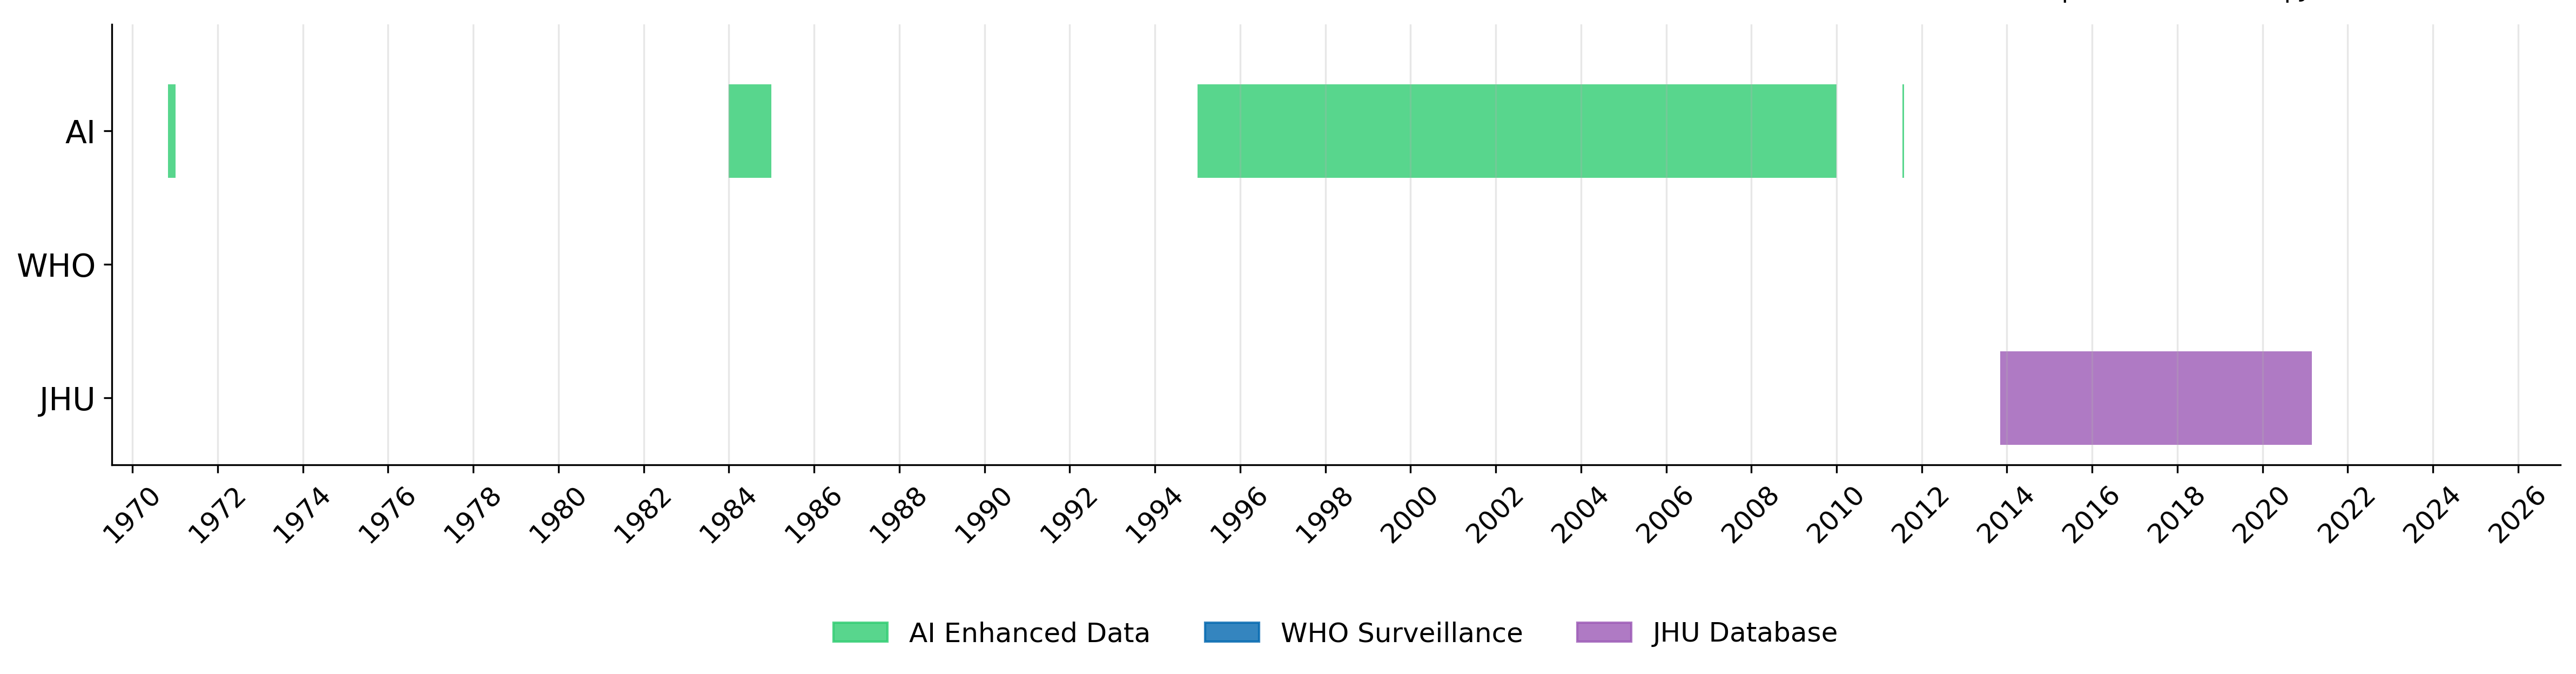 AI
WHO
JHU
1970 1972 1974 1976 1978 1980 1982 1984 1986 1988 1990 1992 1994 1996 1998 2000 2002 2004 2006 2008 2010 2012 2014 2016 2018 2020 2022 2024 2026
AI Enhanced Data WHO Surveillance JHU Database